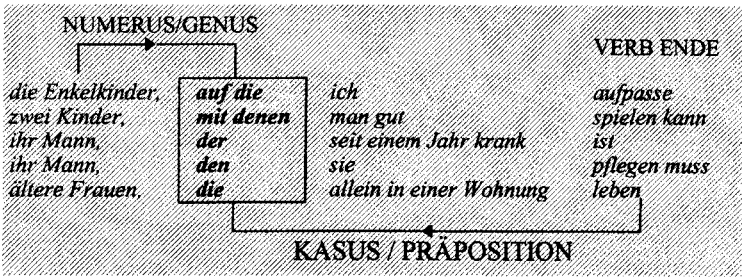 NUMERUS/GENUS
VERB ENDE
die Enkelkinder, auf die ich aufpasse
zwei Kinder, mit denen man gut spielen kann
ihr Mann, der seit einem Jahr krank ist
ihr Mann, den sie pflegen muss
ältere Frauen, die allein in einer Wohnung leben
KASUS / PRÄPOSITION